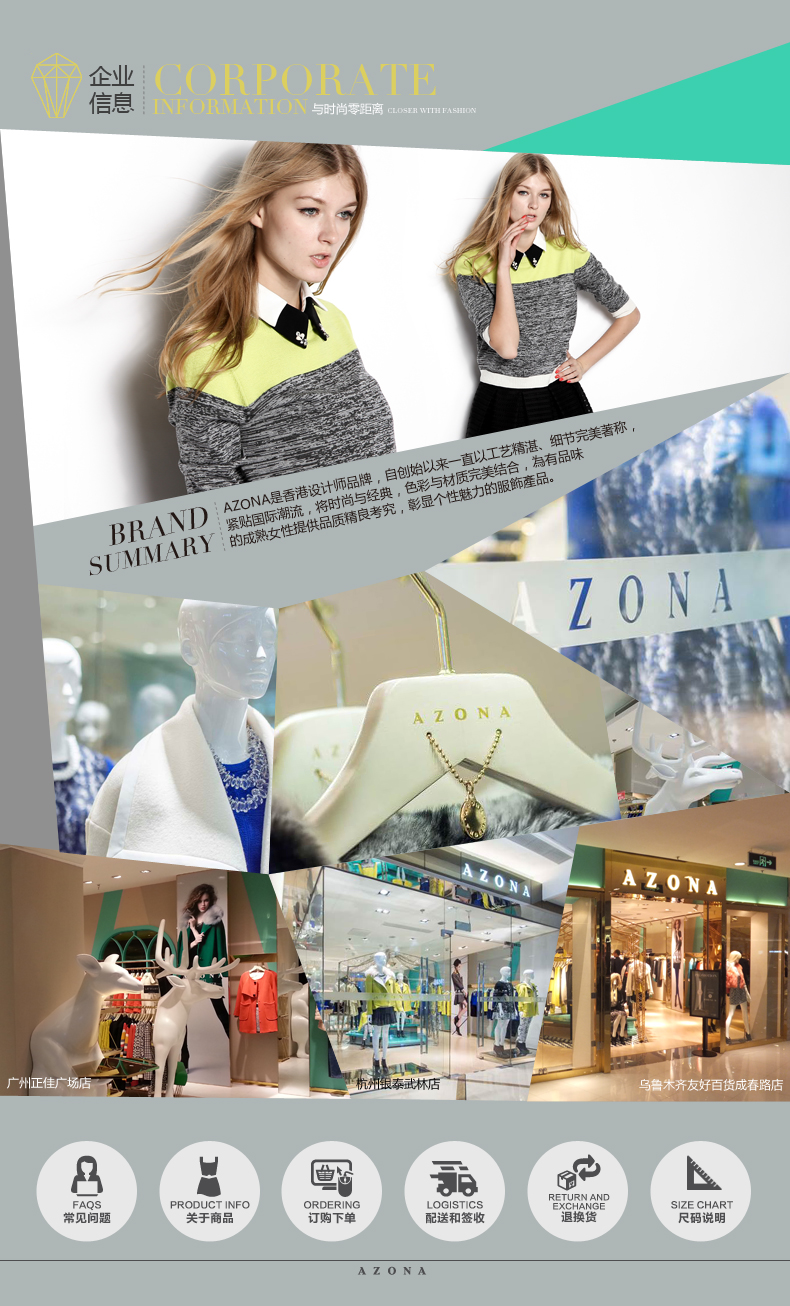 企业
信息
CORPORATE
INFORMATION 与时尚零距离 CLOSER WITH FASHION
BRAND
SUMMARY
AZONA是香港设计师品牌，自创始以来一直以工艺精湛、细节完美著称，
紧贴国际潮流，将时尚与经典，色彩与材质完美结合，為有品味
的成熟女性提供品质精良考究，彰显个性魅力的服飾產品。
AZONA
AZONA
AZ
AZONA
AZONA
广州正佳广场店
杭州银泰武林店
乌鲁木齐友好百货成春路店
FAQS
常见问题
PRODUCT INFO
关于商品
ORDERING
订购下单
LOGISTICS
配送和签收
RETURN AND
EXCHANGE
退换货
SIZE CHART
尺码说明
AZONA